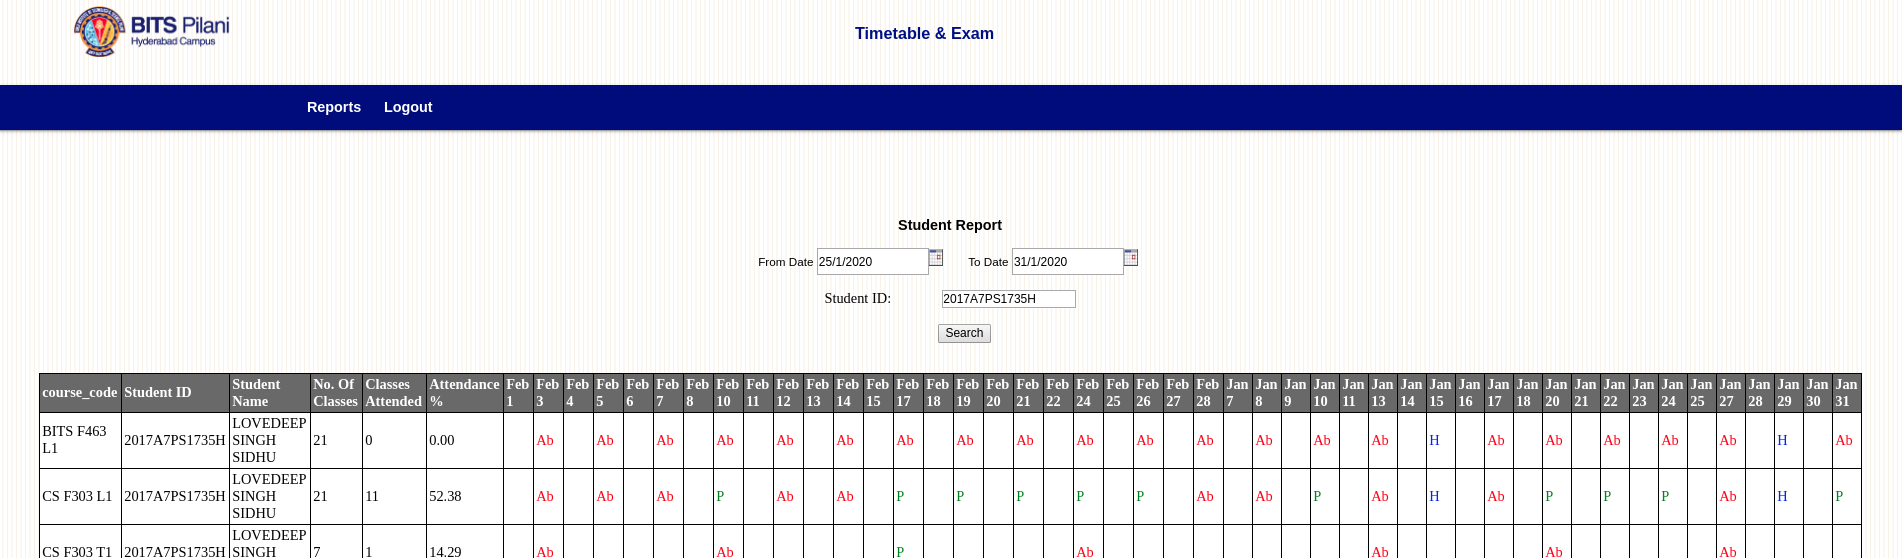 BITS Pilani
Hyderabad Campus
Timetable & Exam
Reports Logout
Student Report
From Date 25/1/2020 To Date 31/1/2020
Student ID: 2017A7PS1735H
Search
course_code Student ID Student Name No. Of Classes Classes Attended Attendance % Feb 1 Feb 3 Feb 4 Feb 5 Feb 6 Feb 7 Feb 8 Feb 10 Feb 11 Feb 12 Feb 13 Feb 14 Feb 15 Feb 17 Feb 18 Feb 19 Feb 20 Feb 21 Feb 22 Feb 24 Feb 25 Feb 26 Feb 27 Feb 28 Jan 7 Jan 8 Jan 9 Jan 10 Jan 11 Jan 13 Jan 14 Jan 15 Jan 16 Jan 17 Jan 18 Jan 20 Jan 21 Jan 22 Jan 23 Jan 24 Jan 25 Jan 27 Jan 28 Jan 29 Jan 30 Jan 31
BITS F463 L1 2017A7PS1735H LOVEDEEP SINGH SIDHU 21 0 0.00 Ab Ab Ab Ab Ab Ab Ab Ab Ab Ab Ab Ab Ab Ab Ab H Ab Ab Ab Ab Ab H Ab
CS F303 L1 2017A7PS1735H LOVEDEEP SINGH SIDHU 21 11 52.38 Ab Ab Ab P Ab Ab P P P P P Ab Ab P Ab H Ab P P P Ab H P
CS F303 T1 2017A7PS1735H LOVEDEEP SINGH 7 1 14.29 Ab Ab P Ab Ab Ab Ab